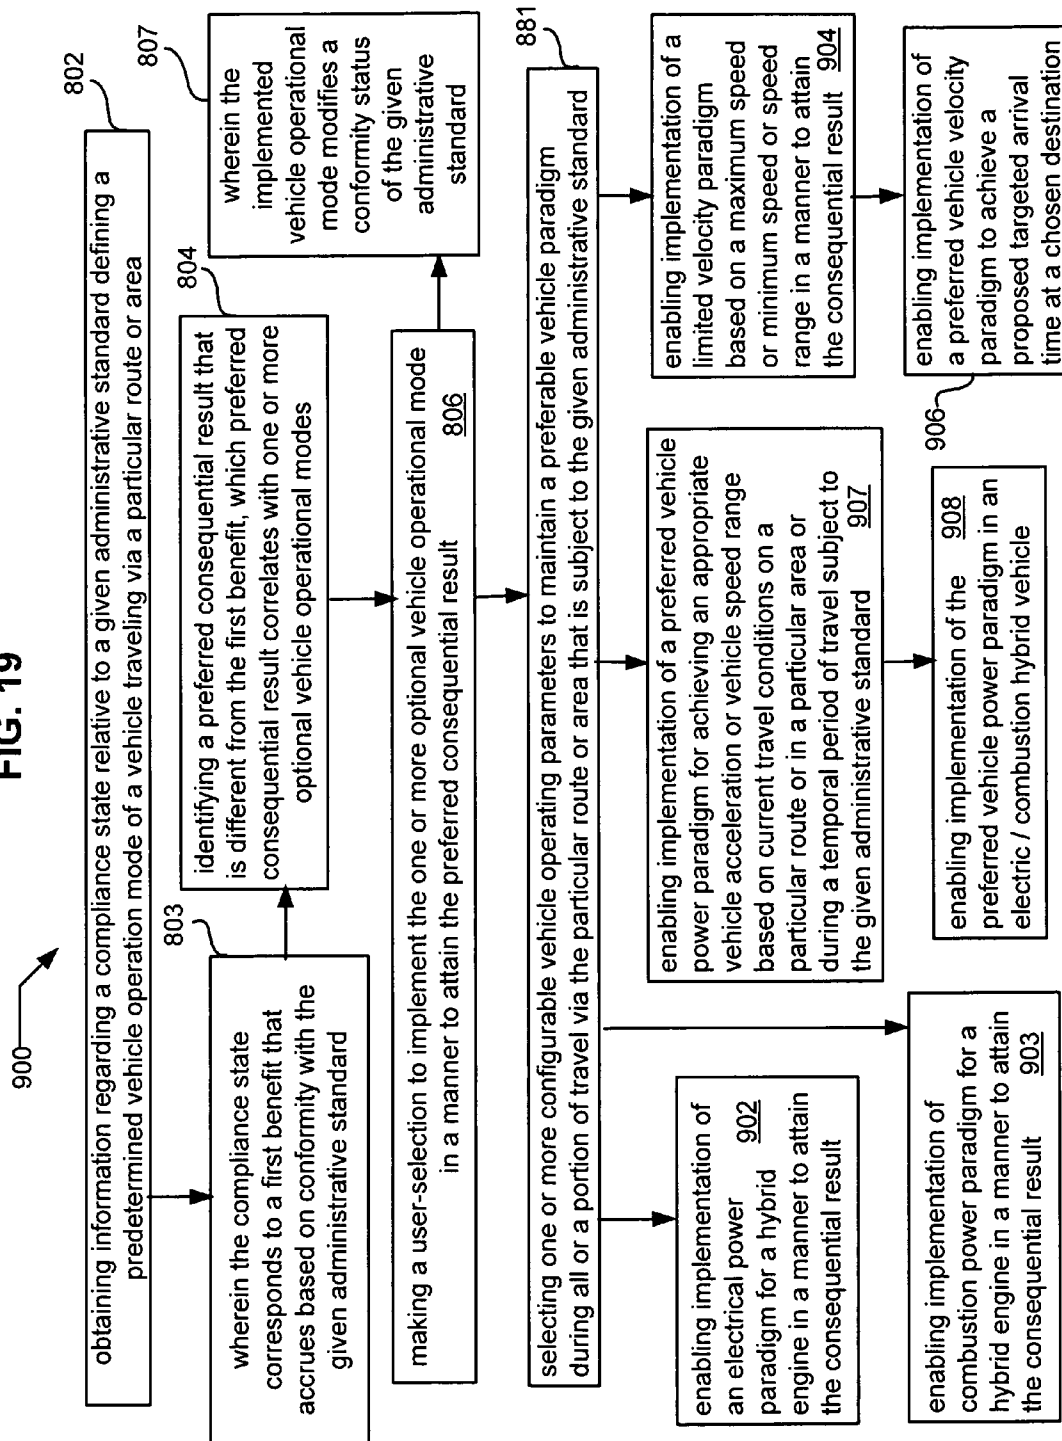 FIG. 19
900
802
obtaining information regarding a compliance state relative to a given administrative standard defining a
predetermined vehicle operation mode of a vehicle traveling via a particular route or area
803
wherein the compliance state
corresponds to a first benefit that
accrues based on conformity with the
given administrative standard
804
identifying a preferred consequential result that
is different from the first benefit, which preferred
consequential result correlates with one or more
optional vehicle operational modes
807
wherein the
implemented
vehicle operational
mode modifies a
conformity status
of the given
administrative
standard
making a user-selection to implement the one or more optional vehicle operational mode
in a manner to attain the preferred consequential result 806
881
selecting one or more configurable vehicle operating parameters to maintain a preferable vehicle paradigm
during all or a portion of travel via the particular route or area that is subject to the given administrative standard
enabling implementation of
an electrical power
paradigm for a hybrid 902
engine in a manner to attain
the consequential result
enabling implementation of
combustion power paradigm for a
hybrid engine in a manner to attain
the consequential result 903
enabling implementation of a preferred vehicle
power paradigm for achieving an appropriate
vehicle acceleration or vehicle speed range
based on current travel conditions on a
particular route or in a particular area or
during a temporal period of travel subject to
the given administrative standard 907
enabling implementation of the 908
preferred vehicle power paradigm in an
electric / combustion hybrid vehicle
enabling implementation of a
limited velocity paradigm
based on a maximum speed
or minimum speed or speed
range in a manner to attain
the consequential result 904
906
enabling implementation of
a preferred vehicle velocity
paradigm to achieve a
proposed targeted arrival
time at a chosen destination